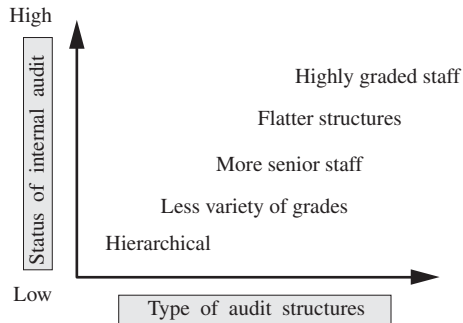 High
Status of internal audit
Highly graded staff
Flatter structures
More senior staff
Less variety of grades
Hierarchical
Low
Type of audit structures